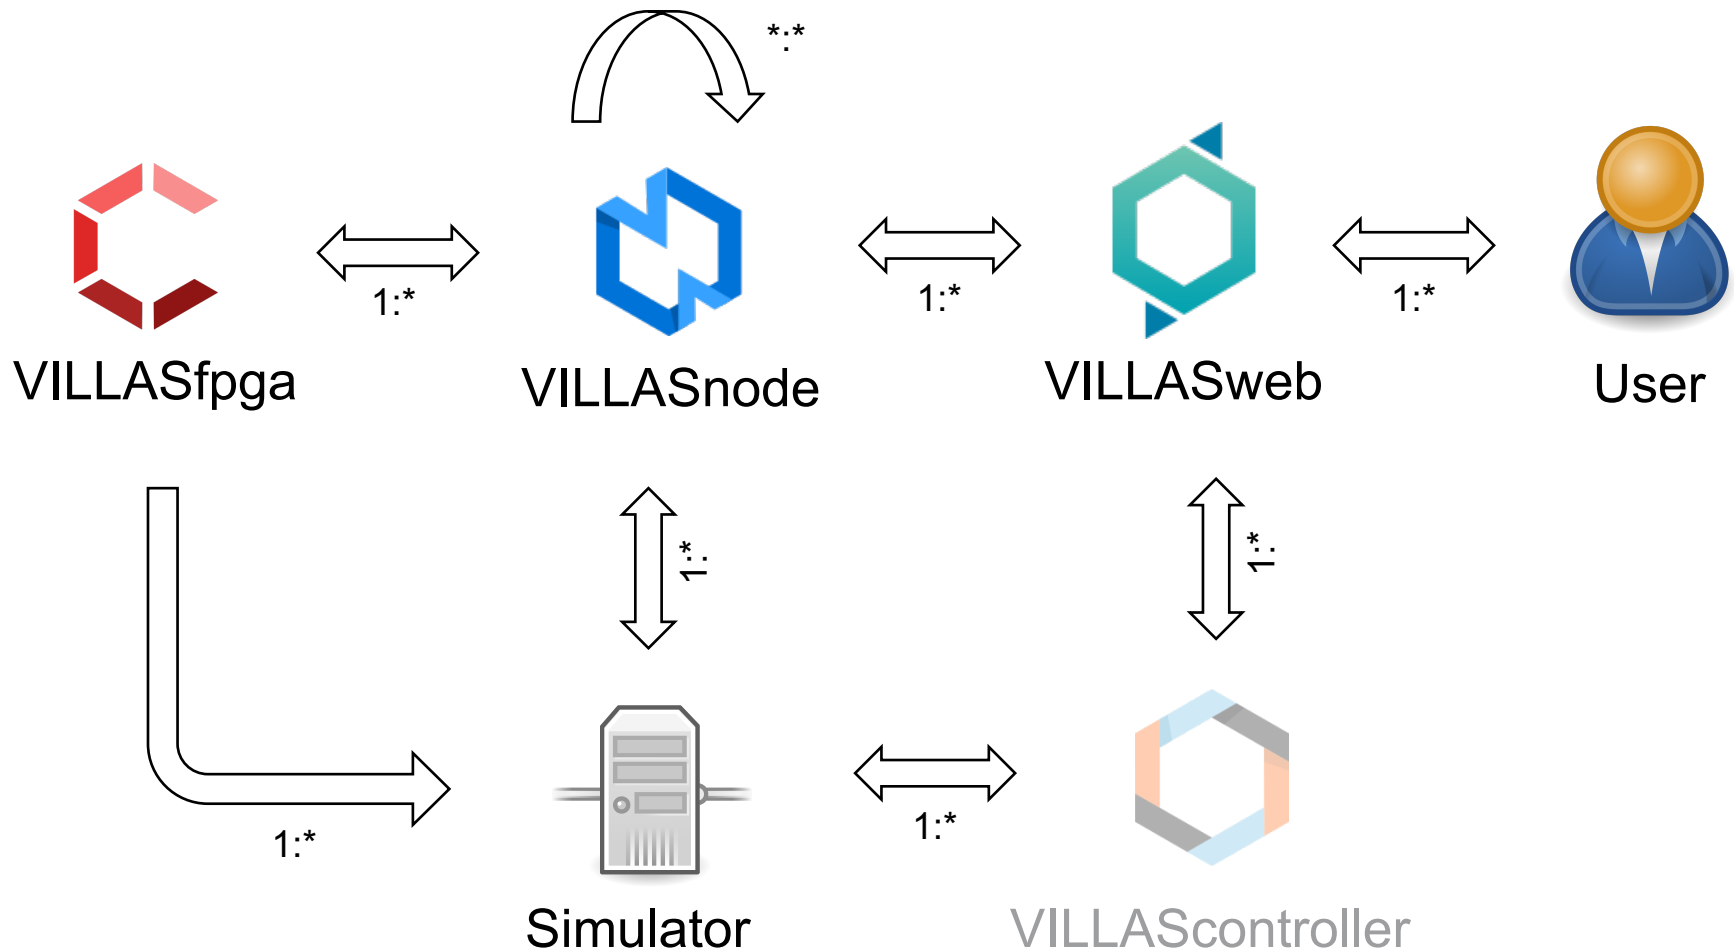 *:*
1:*
1:*
1:*
VILLASfpga
VILLASnode
VILLASweb
User
1:*
1:*
1:*
1:*
Simulator
VILLAScontroller